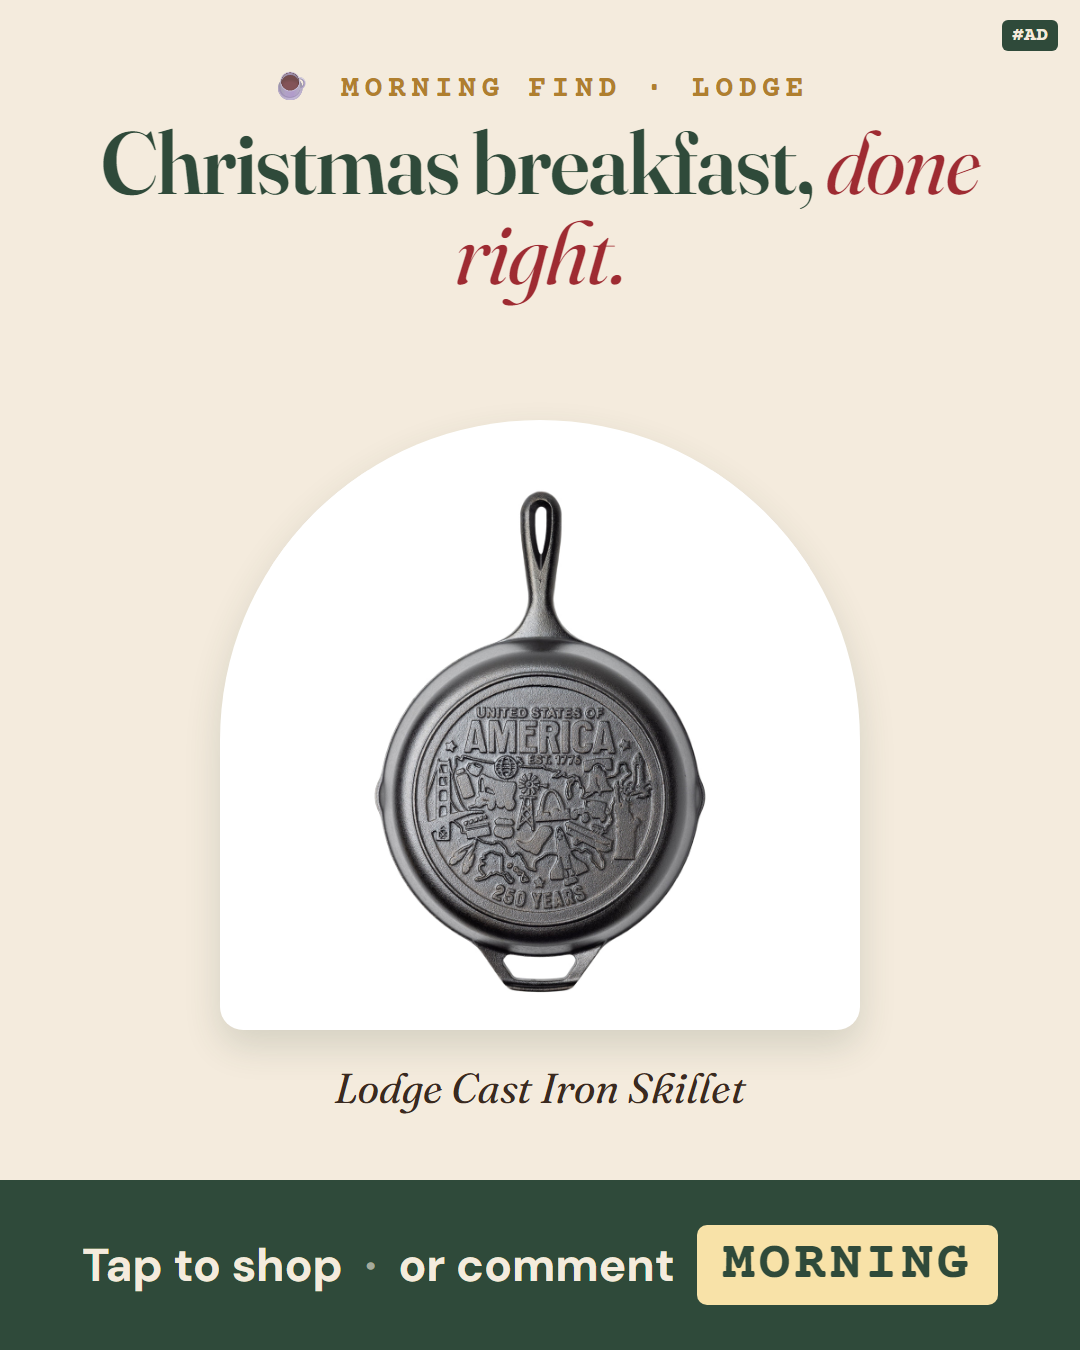 #AD
MORNING FIND · LODGE
Christmas breakfast, done
right.
UNITED STATES OF
AMERICA
EST. 1776
250 YEARS
Lodge Cast Iron Skillet
Tap to shop · or comment MORNING